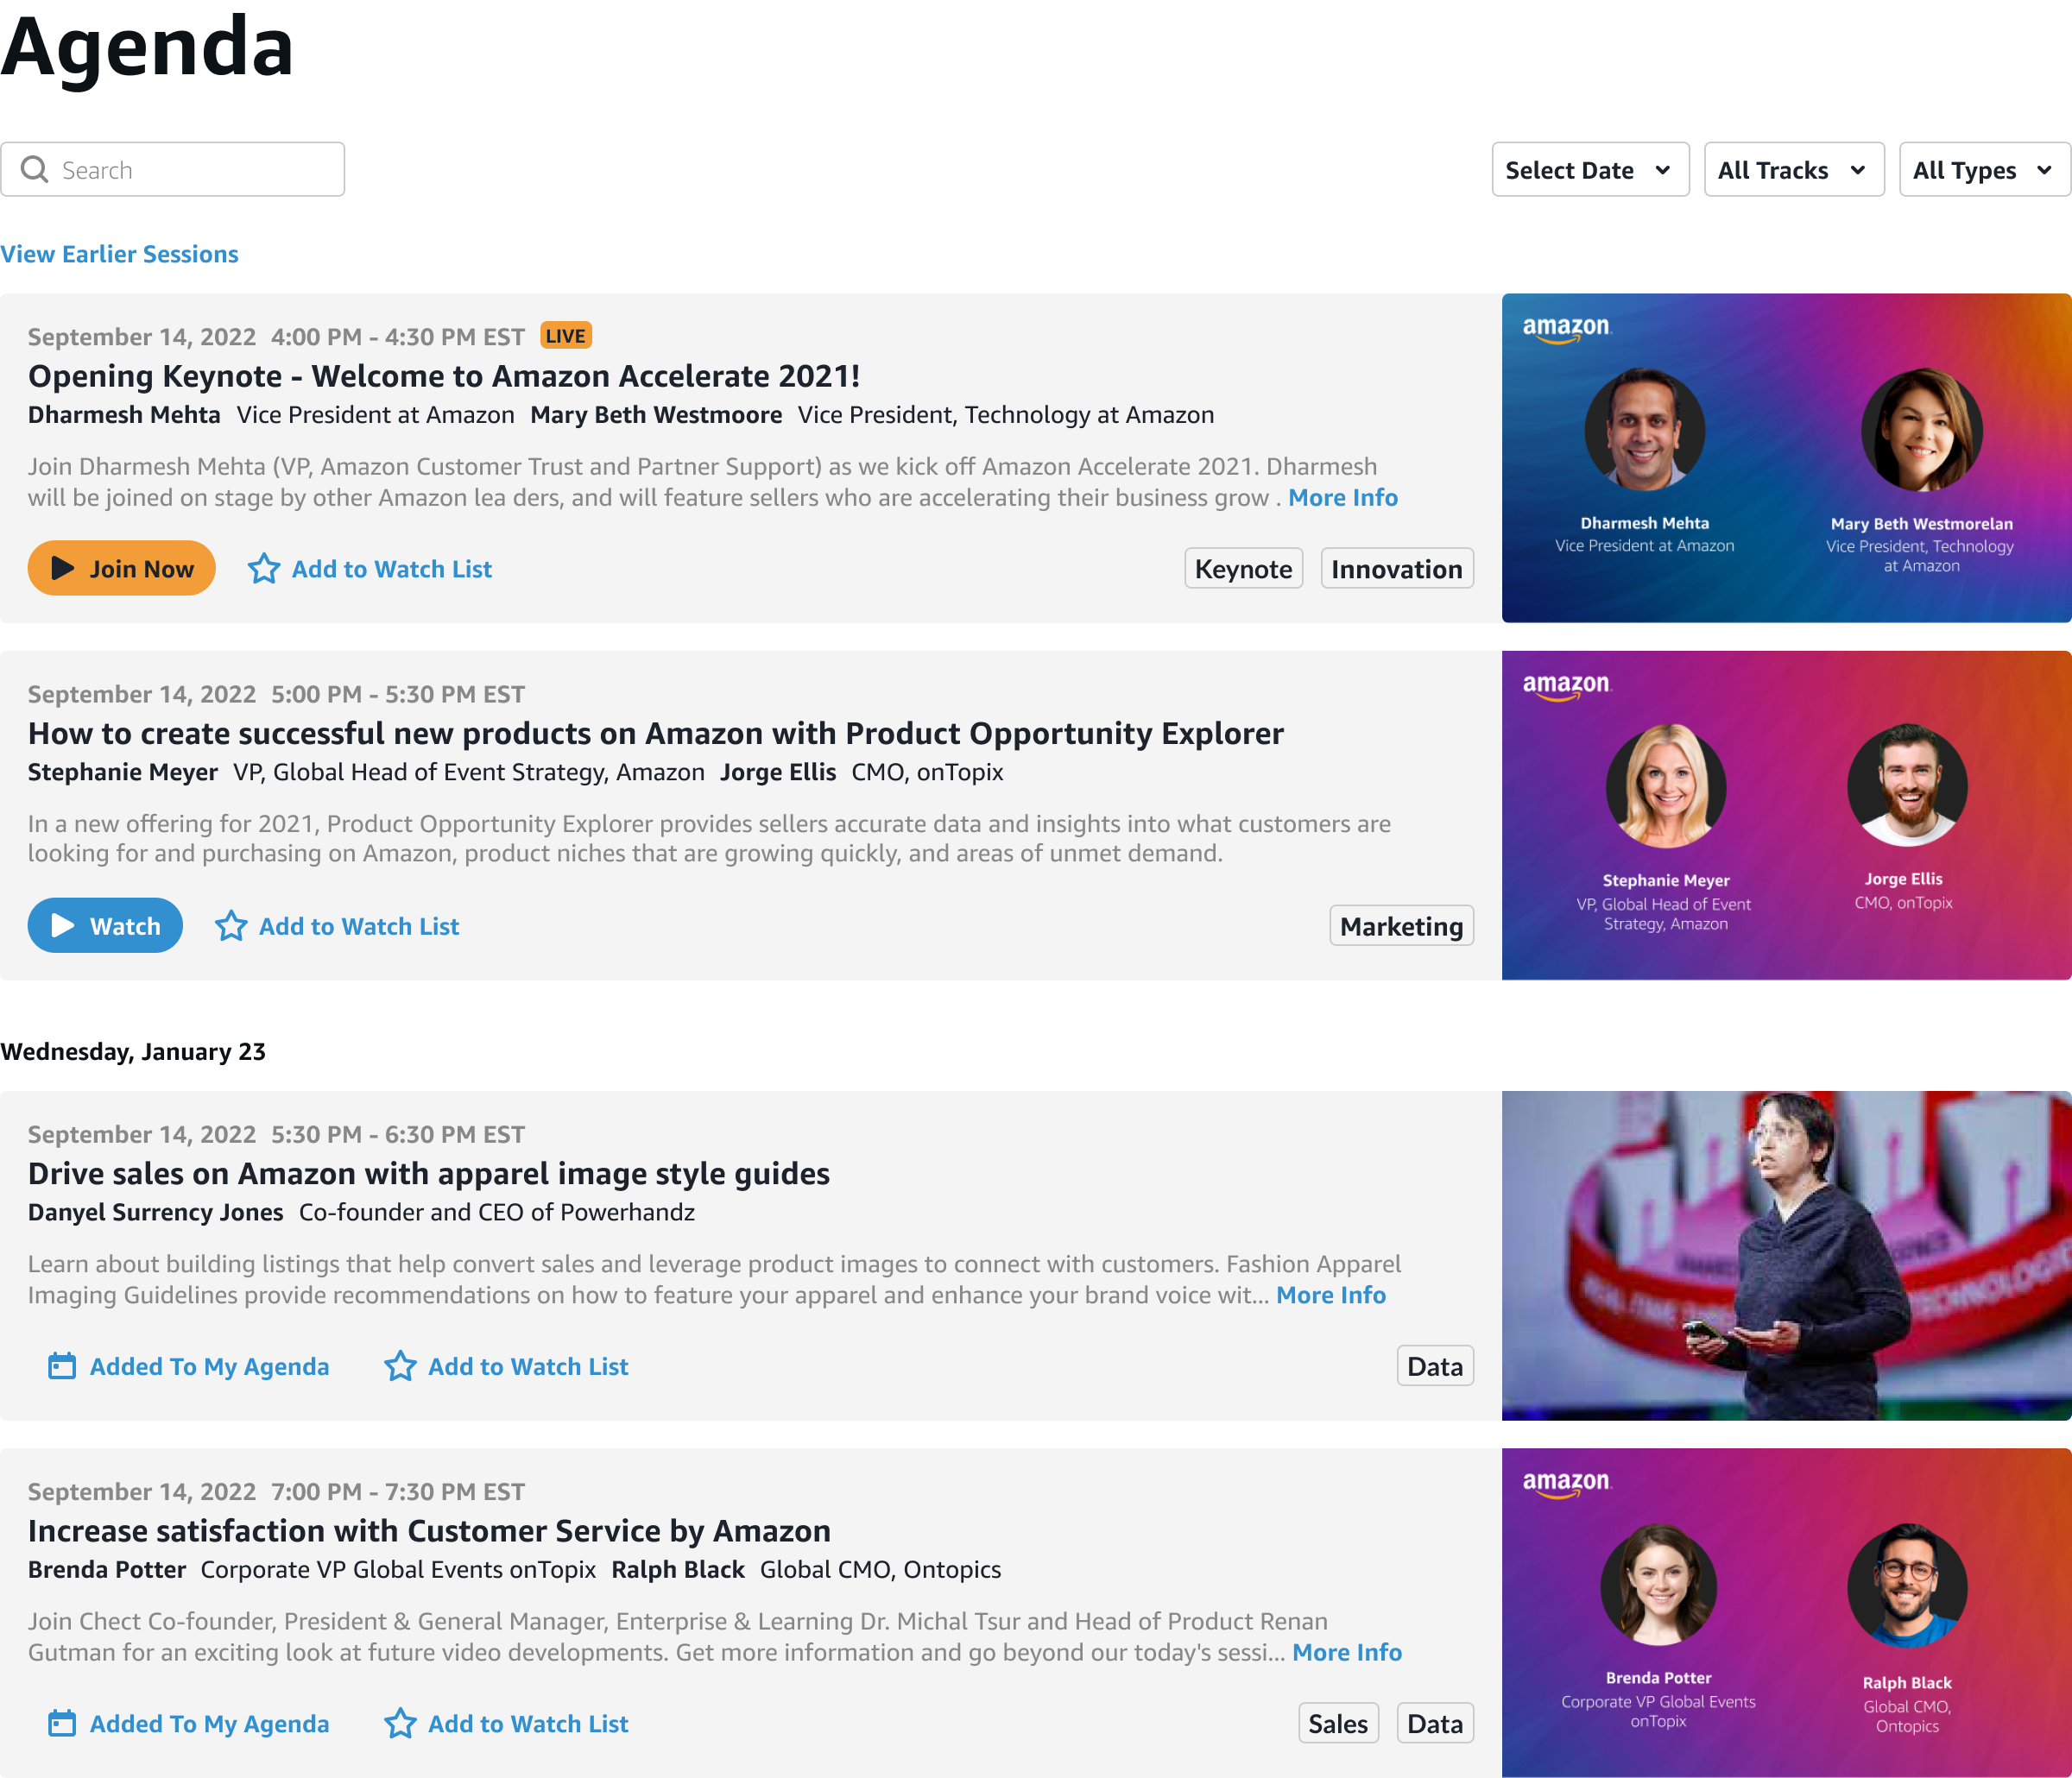 Agenda
Search
Select Date
All Tracks
All Types
View Earlier Sessions
September 14, 2022 4:00 PM - 4:30 PM EST LIVE
Opening Keynote - Welcome to Amazon Accelerate 2021!
Dharmesh Mehta Vice President at Amazon Mary Beth Westmoore Vice President, Technology at Amazon
Join Dharmesh Mehta (VP, Amazon Customer Trust and Partner Support) as we kick off Amazon Accelerate 2021. Dharmesh
will be joined on stage by other Amazon lea ders, and will feature sellers who are accelerating their business grow . More Info
Join Now
Add to Watch List
Keynote
Innovation
amazon
Dharmesh Mehta
Vice President at Amazon
Mary Beth Westmorelan
Vice President, Technology
at Amazon
September 14, 2022 5:00 PM - 5:30 PM EST
How to create successful new products on Amazon with Product Opportunity Explorer
Stephanie Meyer VP, Global Head of Event Strategy, Amazon Jorge Ellis CMO, onTopix
In a new offering for 2021, Product Opportunity Explorer provides sellers accurate data and insights into what customers are
looking for and purchasing on Amazon, product niches that are growing quickly, and areas of unmet demand.
Watch
Add to Watch List
Marketing
amazon
Stephanie Meyer
VP, Global Head of Event
Strategy, Amazon
Jorge Ellis
CMO, onTopix
Wednesday, January 23
September 14, 2022 5:30 PM - 6:30 PM EST
Drive sales on Amazon with apparel image style guides
Danyel Surrency Jones Co-founder and CEO of Powerhandz
Learn about building listings that help convert sales and leverage product images to connect with customers. Fashion Apparel
Imaging Guidelines provide recommendations on how to feature your apparel and enhance your brand voice wit... More Info
Added To My Agenda
Add to Watch List
Data
September 14, 2022 7:00 PM - 7:30 PM EST
Increase satisfaction with Customer Service by Amazon
Brenda Potter Corporate VP Global Events onTopix Ralph Black Global CMO, Ontopics
Join Chect Co-founder, President & General Manager, Enterprise & Learning Dr. Michal Tsur and Head of Product Renan
Gutman for an exciting look at future video developments. Get more information and go beyond our today's sessi... More Info
Added To My Agenda
Add to Watch List
Sales
Data
amazon
Brenda Potter
Corporate VP Global Events
onTopix
Ralph Black
Global CMO,
Ontopics